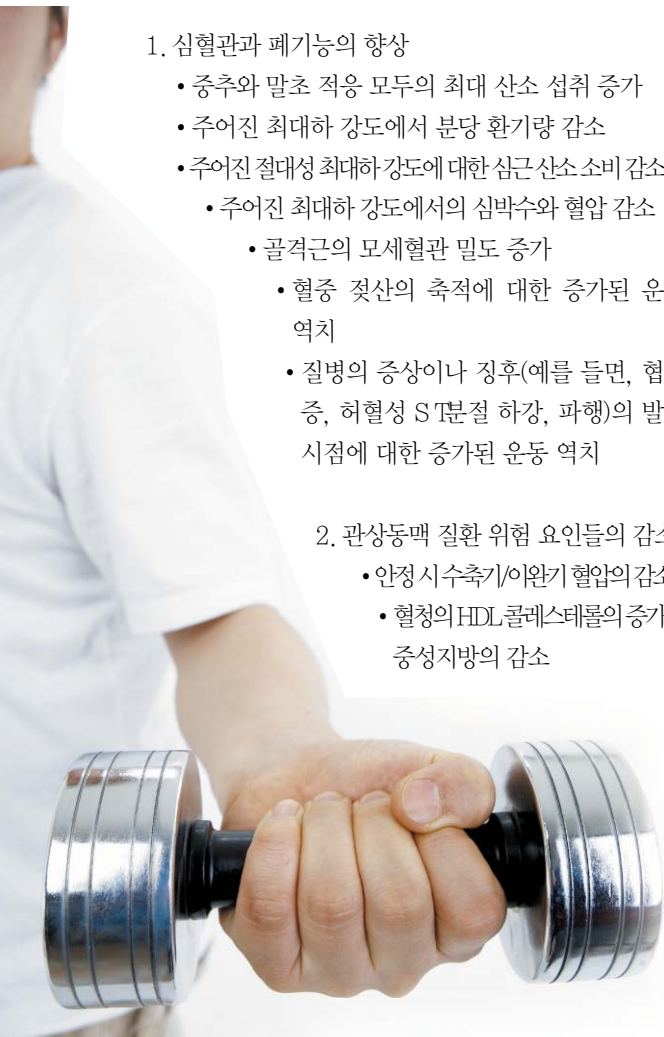 1. 심혈관과 폐기능의 향상
• 중추와 말초 적응 모두의 최대 산소 섭취 증가
• 주어진 최대하 강도에서 분당 환기량 감소
• 주어진 절대성 최대하 강도에 대한 심근 산소 소비 감소
• 주어진 최대하 강도에서의 심박수와 혈압 감소
• 골격근의 모세혈관 밀도 증가
• 혈중 젖산의 축적에 대한 증가된 운
역치
• 질병의 증상이나 징후(예를 들면, 협
증, 허혈성 ST분절 하강, 파행)의 발
시점에 대한 증가된 운동 역치
2. 관상동맥 질환 위험 요인들의 감소
• 안정 시 수축기/이완기 혈압의 감소
• 혈청의 HDL 콜레스테롤의 증가
중성지방의 감소